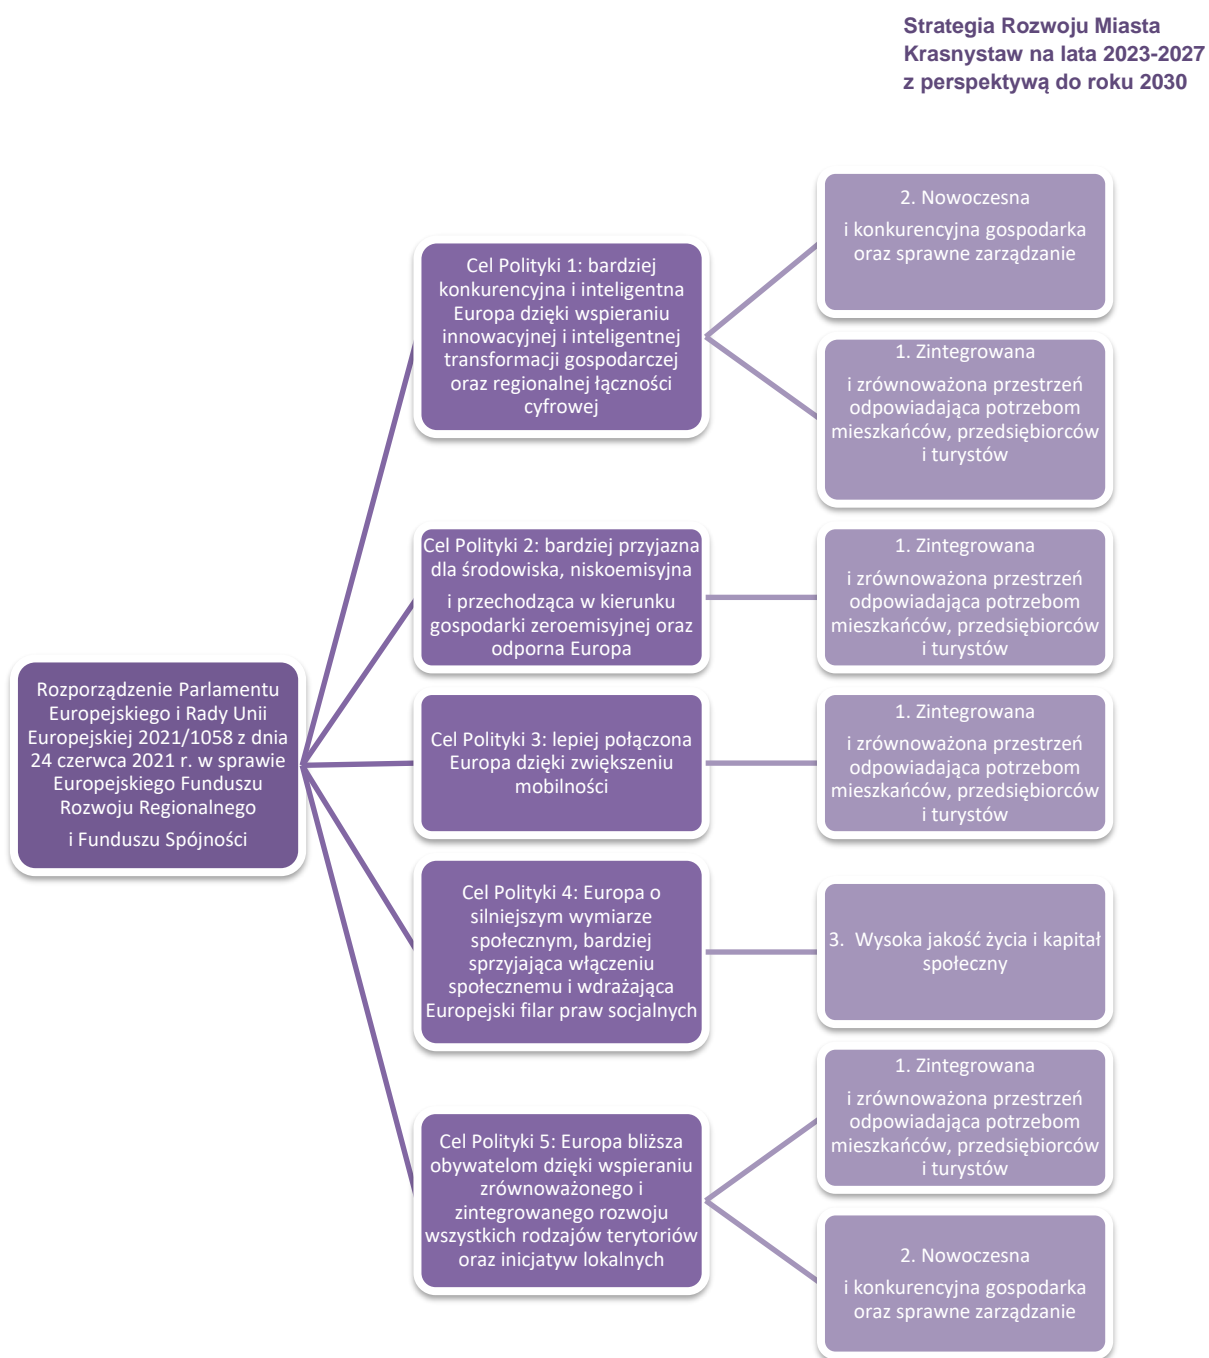 Strategia Rozwoju Miasta
Krasnystaw na lata 2023-2027
z perspektywą do roku 2030
Rozporządzenie Parlamentu
Europejskiego i Rady Unii
Europejskiej 2021/1058 z dnia
24 czerwca 2021 r. w sprawie
Europejskiego Funduszu
Rozwoju Regionalnego
i Funduszu Spójności
Cel Polityki 1: bardziej
konkurencyjna i inteligentna
Europa dzięki wspieraniu
innowacyjnej i inteligentnej
transformacji gospodarczej
oraz regionalnej łączności
cyfrowej
2. Nowoczesna
i konkurencyjna gospodarka
oraz sprawne zarządzanie
1. Zintegrowana
i zrównoważona przestrzeń
odpowiadająca potrzebom
mieszkańców, przedsiębiorców
i turystów
Cel Polityki 2: bardziej przyjazna
dla środowiska, niskoemisyjna
i przechodząca w kierunku
gospodarki zeroemisyjnej oraz
odporna Europa
1. Zintegrowana
i zrównoważona przestrzeń
odpowiadająca potrzebom
mieszkańców, przedsiębiorców
i turystów
Cel Polityki 3: lepiej połączona
Europa dzięki zwiększeniu
mobilności
1. Zintegrowana
i zrównoważona przestrzeń
odpowiadająca potrzebom
mieszkańców, przedsiębiorców
i turystów
Cel Polityki 4: Europa o
silniejszym wymiarze
społecznym, bardziej
sprzyjająca włączeniu
społecznemu i wdrażająca
Europejski filar praw socjalnych
3. Wysoka jakość życia i kapitał
społeczny
Cel Polityki 5: Europa bliższa
obywatelom dzięki wspieraniu
zrównoważonego i
zintegrowanego rozwoju
wszystkich rodzajów terytoriów
oraz inicjatyw lokalnych
1. Zintegrowana
i zrównoważona przestrzeń
odpowiadająca potrzebom
mieszkańców, przedsiębiorców
i turystów
2. Nowoczesna
i konkurencyjna gospodarka
oraz sprawne zarządzanie